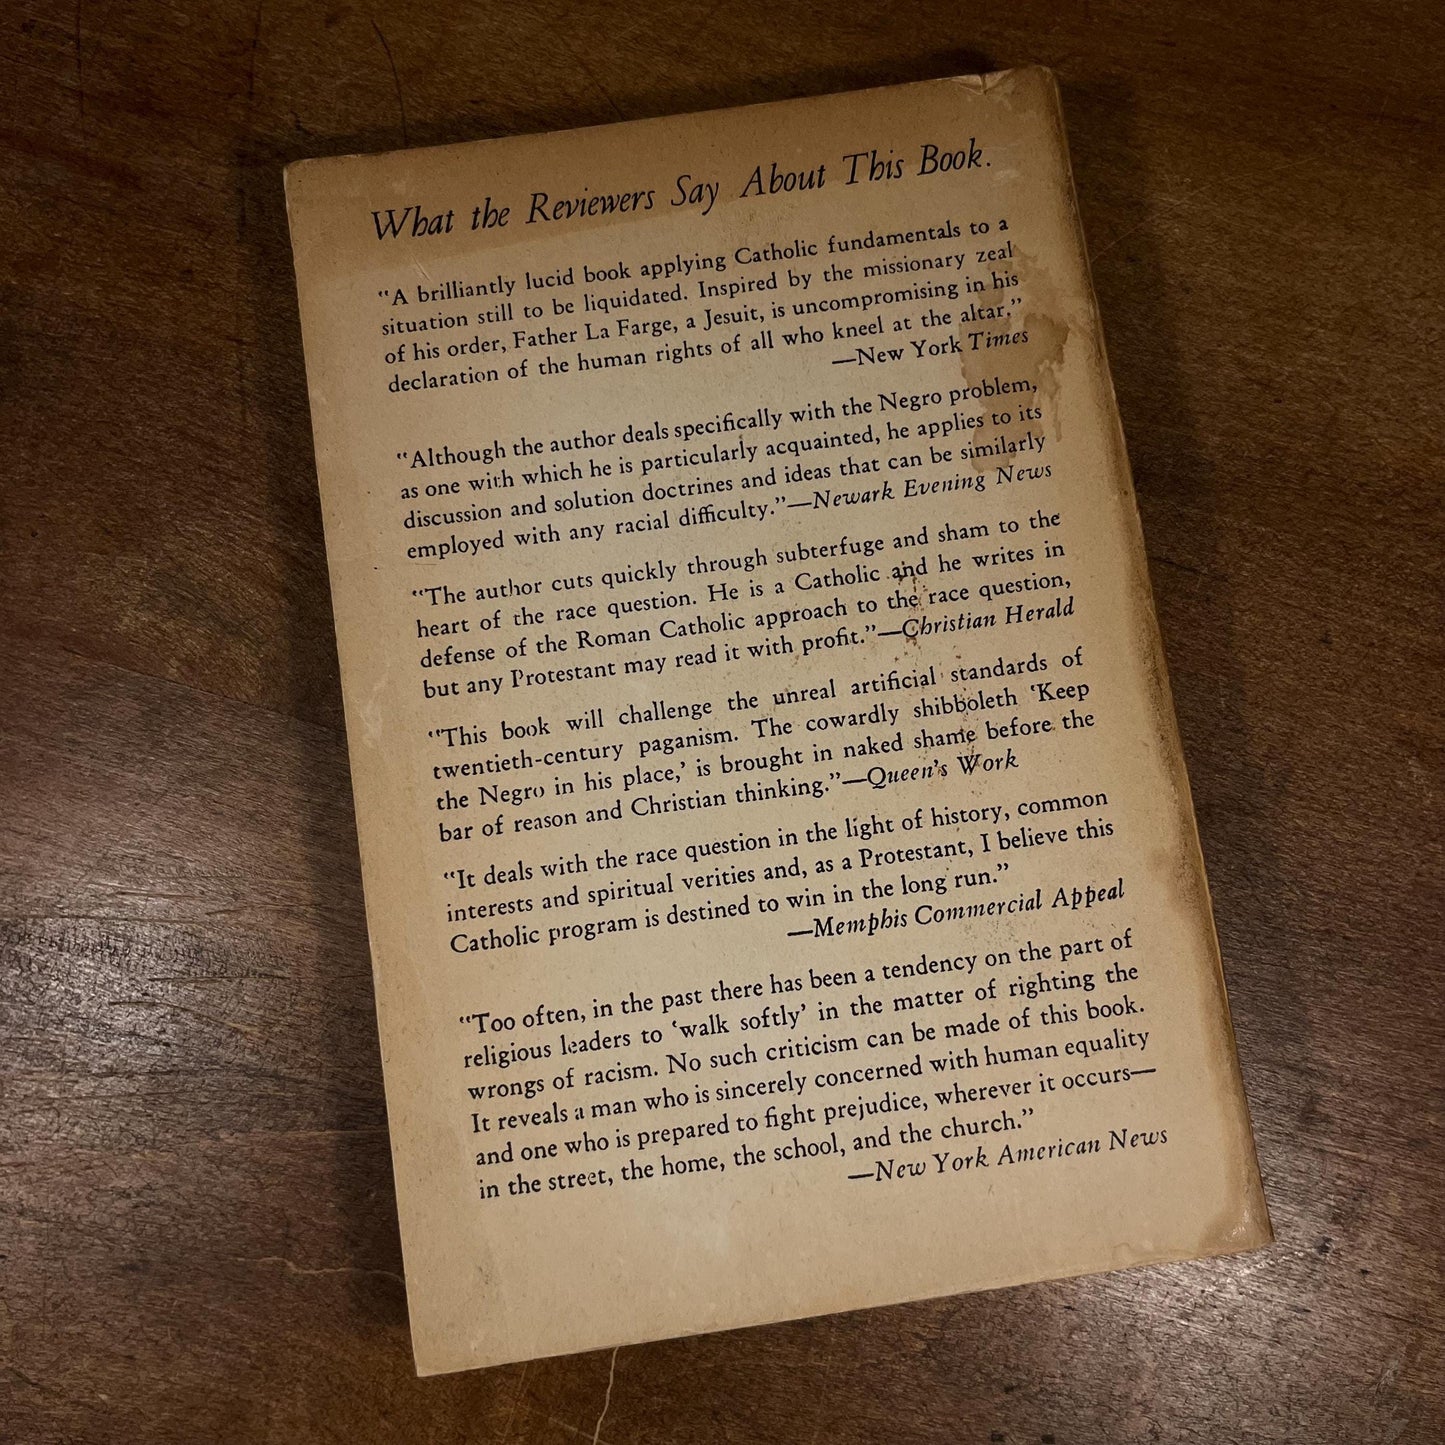 What the Reviewers Say About This Book.
"A brilliantly lucid book applying Catholic fundamentals to a
situation still to be liquidated. Inspired by the missionary zeal
of his order, Father La Farge, a Jesuit, is uncompromising in his
declaration of the human rights of all who kneel at the altar."
—New York Times
"Although the author deals specifically with the Negro problem,
as one with which he is particularly acquainted, he applies to its
discussion and solution doctrines and ideas that can be similarly
employed with any racial difficulty."—Newark Evening News
"The author cuts quickly through subterfuge and sham to the
heart of the race question. He is a Catholic and he writes in
defense of the Roman Catholic approach to the race question,
but any Protestant may read it with profit."—Christian Herald
"This book will challenge the unreal artificial standards of
twentieth-century paganism. The cowardly shibboleth 'Keep
the Negro in his place,' is brought in naked shame before the
bar of reason and Christian thinking."—Queen's Work
"It deals with the race question in the light of history, common
interests and spiritual verities and, as a Protestant, I believe this
Catholic program is destined to win in the long run."
—Memphis Commercial Appeal
"Too often, in the past there has been a tendency on the part of
religious leaders to 'walk softly' in the matter of righting the
wrongs of racism. No such criticism can be made of this book.
It reveals a man who is sincerely concerned with human equality
and one who is prepared to fight prejudice, wherever it occurs—
in the street, the home, the school, and the church."
—New York American News